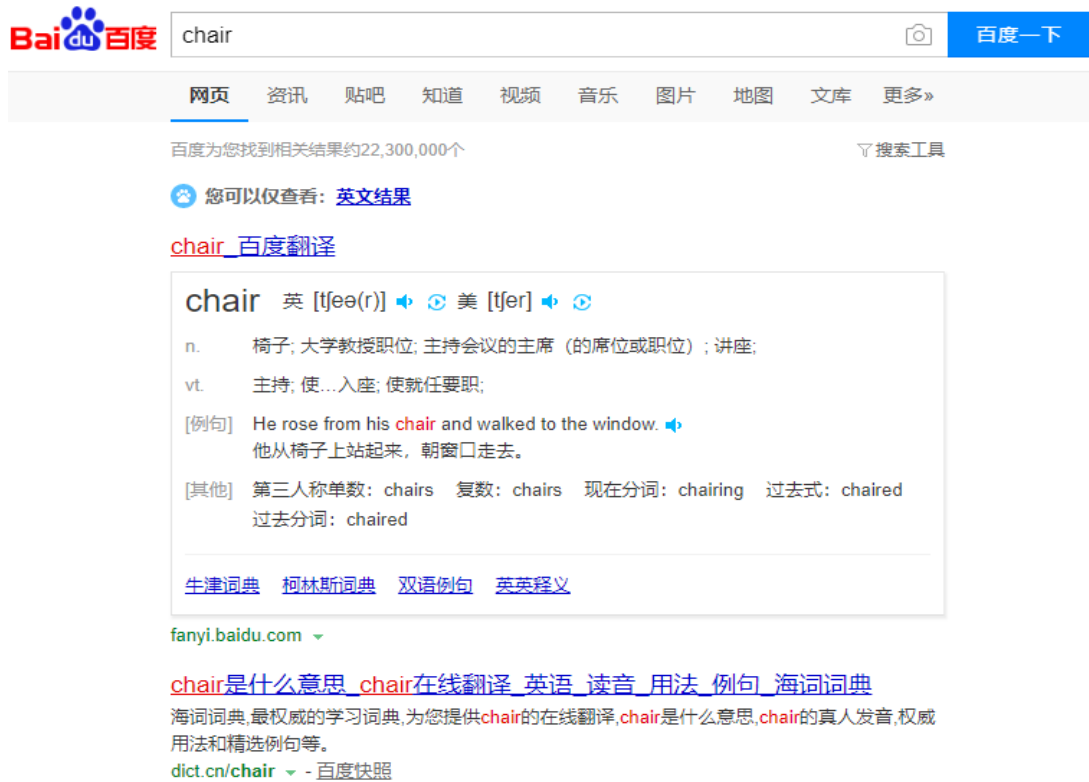 Bai du 百度 chair 百度一下
网页 资讯 贴吧 知道 视频 音乐 图片 地图 文库 更多»
百度为您找到相关结果约22,300,000个 搜索工具
您可以仅查看：英文结果
chair_百度翻译
chair 英 [tʃeə(r)] 美 [tʃer]
n. 椅子; 大学教授职位; 主持会议的主席（的席位或职位）; 讲座;
vt. 主持; 使…入座; 使就任要职;
[例句] He rose from his chair and walked to the window.
他从椅子上站起来，朝窗口走去。
[其他] 第三人称单数：chairs 复数：chairs 现在分词：chairing 过去式：chaired
过去分词：chaired
牛津词典 柯林斯词典 双语例句 英英释义
fanyi.baidu.com
chair是什么意思_chair在线翻译_英语_读音_用法_例句_海词词典
海词词典,最权威的学习词典,为您提供chair的在线翻译,chair是什么意思,chair的真人发音,权威
用法和精选例句等。
dict.cn/chair - 百度快照